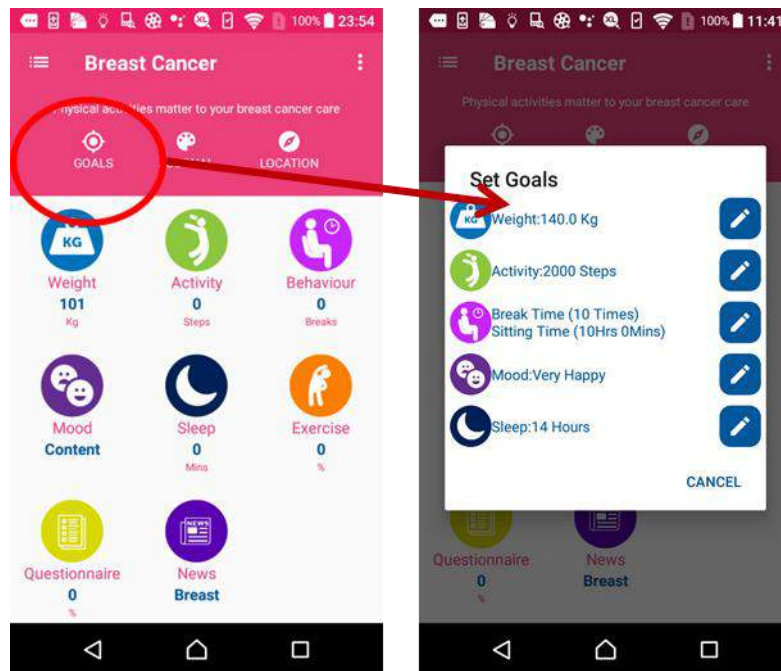 100% 23:54
Breast Cancer
Physical activities matter to your breast cancer care
GOALS
LOCATION
KG
Weight
101
Kg
Activity
0
Steps
Behaviour
0
Breaks
Mood
Content
Sleep
0
Mins
Exercise
0
%
Questionnaire
0
%
NEWS
News
Breast
XL 100% 11:41
Breast Cancer
Physical activities matter to your breast cancer care
Set Goals
KG
Weight:140.0 Kg
Activity:2000 Steps
Break Time (10 Times)
Sitting Time (10Hrs 0Mins)
Mood:Very Happy
Sleep:14 Hours
CANCEL
Questionnaire
0
%
News
Breast